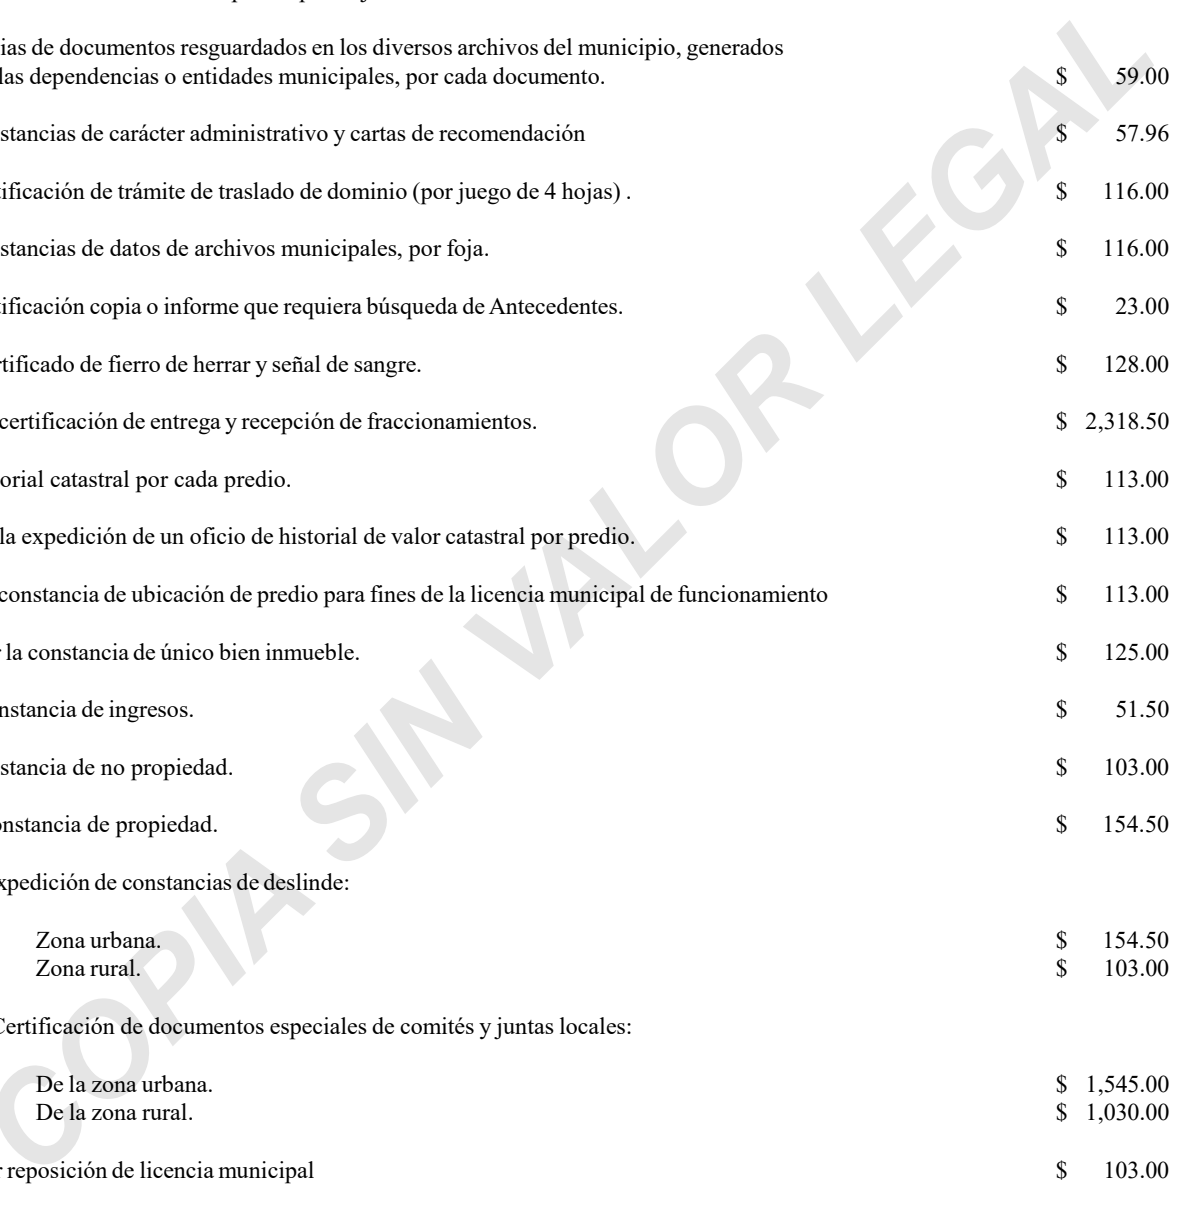 ias de documentos resguardados en los diversos archivos del municipio, generados
las dependencias o entidades municipales, por cada documento. $ 59.00
stancias de carácter administrativo y cartas de recomendación $ 57.96
tificación de trámite de traslado de dominio (por juego de 4 hojas) . $ 116.00
stancias de datos de archivos municipales, por foja. $ 116.00
tificación copia o informe que requiera búsqueda de Antecedentes. $ 23.00
rtificado de fierro de herrar y señal de sangre. $ 128.00
certificación de entrega y recepción de fraccionamientos. $ 2,318.50
orial catastral por cada predio. $ 113.00
la expedición de un oficio de historial de valor catastral por predio. $ 113.00
constancia de ubicación de predio para fines de la licencia municipal de funcionamiento $ 113.00
r la constancia de único bien inmueble. $ 125.00
nstancia de ingresos. $ 51.50
stancia de no propiedad. $ 103.00
onstancia de propiedad. $ 154.50
xpedición de constancias de deslinde:
Zona urbana. $ 154.50
Zona rural. $ 103.00
Certificación de documentos especiales de comités y juntas locales:
De la zona urbana. $ 1,545.00
De la zona rural. $ 1,030.00
r reposición de licencia municipal $ 103.00
COPIA SIN VALOR LEGAL